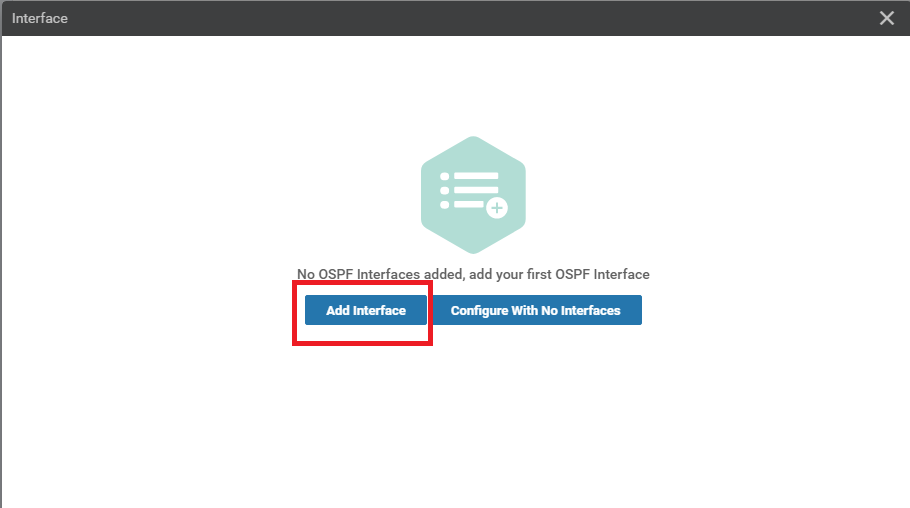 Interface
No OSPF Interfaces added, add your first OSPF Interface
Add Interface
Configure With No Interfaces